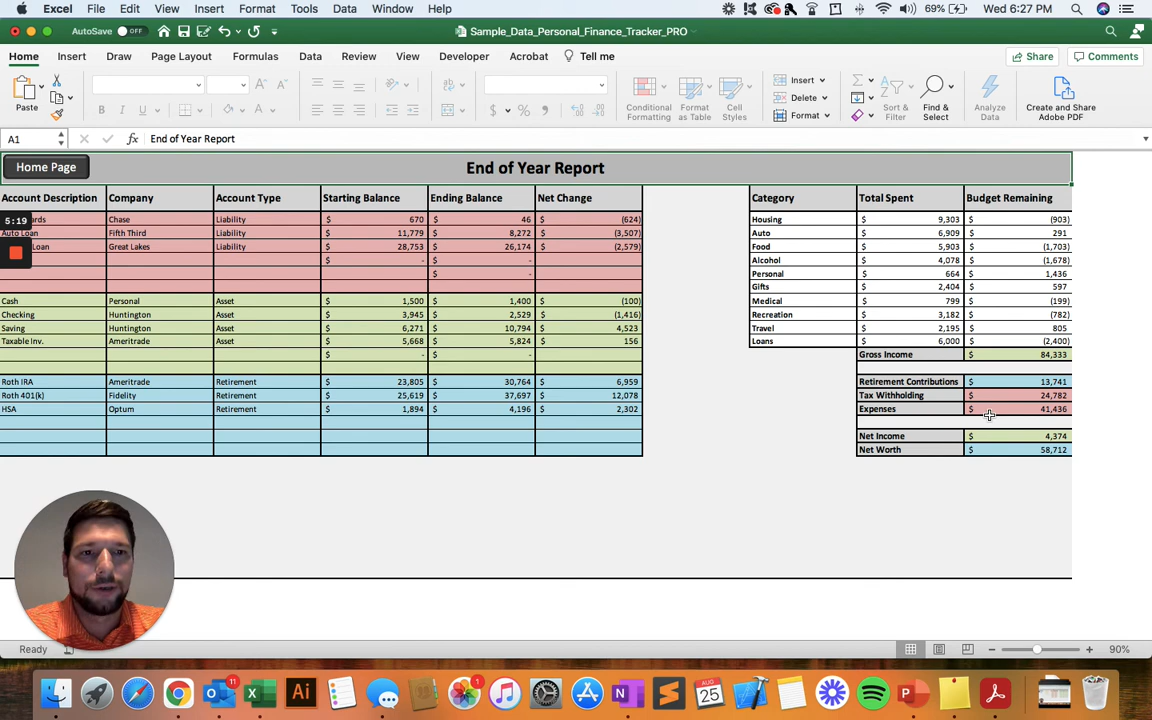 Excel File Edit View Insert Format Tools Data Window Help 69% Wed 6:27 PM
AutoSave OFF Sample_Data_Personal_Finance_Tracker_PRO
Home Insert Draw Page Layout Formulas Data Review View Developer Acrobat Tell me Share Comments
Paste B I U A A A $ % Conditional Formatting Format as Table Cell Styles Insert Delete Format Sort & Filter Find & Select Analyze Data Create and Share Adobe PDF
A1 fx End of Year Report
Home Page End of Year Report
Account Description Company Account Type Starting Balance Ending Balance Net Change Category Total Spent Budget Remaining
5:19 ards Chase Liability $ 670 $ 46 $ (624) Housing $ 9,303 $ (903)
Auto Loan Fifth Third Liability $ 11,779 $ 8,272 $ (3,507) Auto $ 6,909 $ 291
Loan Great Lakes Liability $ 28,753 $ 26,174 $ (2,579) Food $ 5,903 $ (1,703)
$ - $ - Alcohol $ 4,078 $ (1,678)
$ - Personal $ 664 $ 1,436
Gifts $ 2,404 $ 597
Cash Personal Asset $ 1,500 $ 1,400 $ (100) Medical $ 799 $ (199)
Checking Huntington Asset $ 3,945 $ 2,529 $ (1,416) Recreation $ 3,182 $ (782)
Saving Huntington Asset $ 6,271 $ 10,794 $ 4,523 Travel $ 2,195 $ 805
Taxable Inv. Ameritrade Asset $ 5,668 $ 5,824 $ 156 Loans $ 6,000 $ (2,400)
$ - $ - Gross Income $ 84,333
Roth IRA Ameritrade Retirement $ 23,805 $ 30,764 $ 6,959 Retirement Contributions $ 13,741
Roth 401(k) Fidelity Retirement $ 25,619 $ 37,697 $ 12,078 Tax Withholding $ 24,782
HSA Optum Retirement $ 1,894 $ 4,196 $ 2,302 Expenses $ 41,436
Net Income $ 4,374
Net Worth $ 58,712
Ready 90%
11 Ai 1 AUG 25 N P